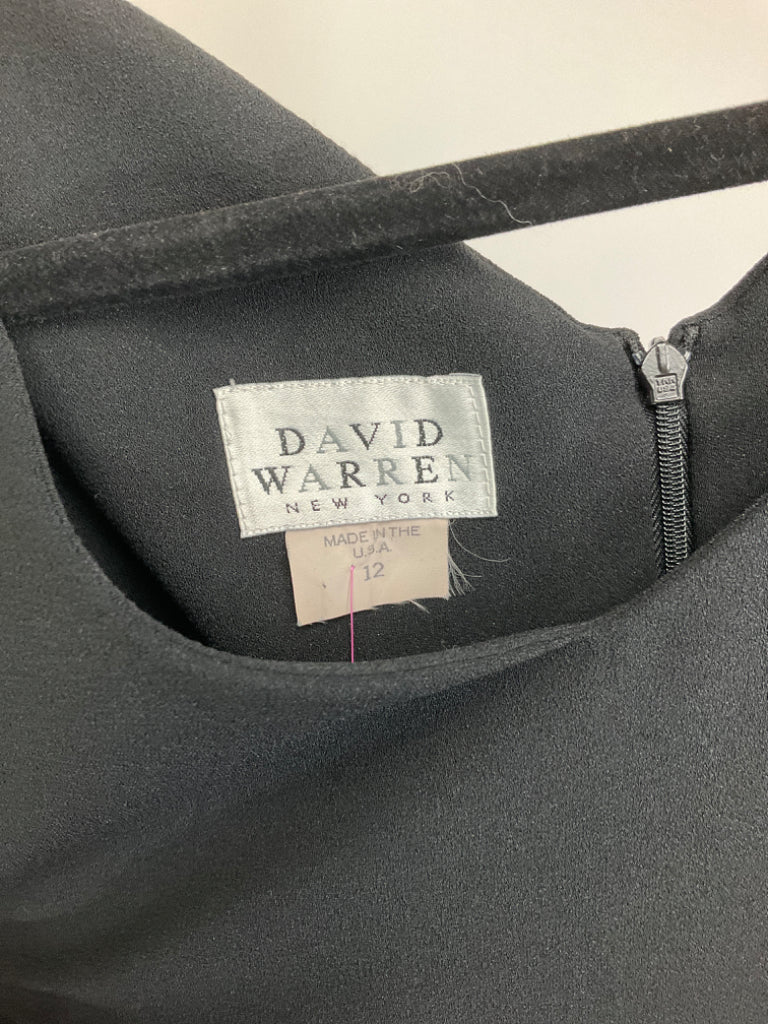 DAVID
WARREN
NEW YORK
MADE IN THE
U.S.A.
12